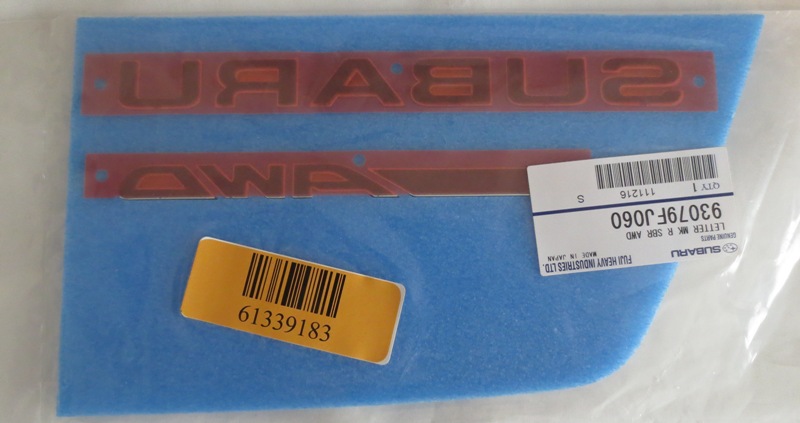 SUBARU
AWD
SUBARU
GENUINE PARTS
FUJI HEAVY INDUSTRIES LTD.
MADE IN JAPAN
LETTER MK R SBR AWD
93079FJ060
QTY 1
111216 S
61339183